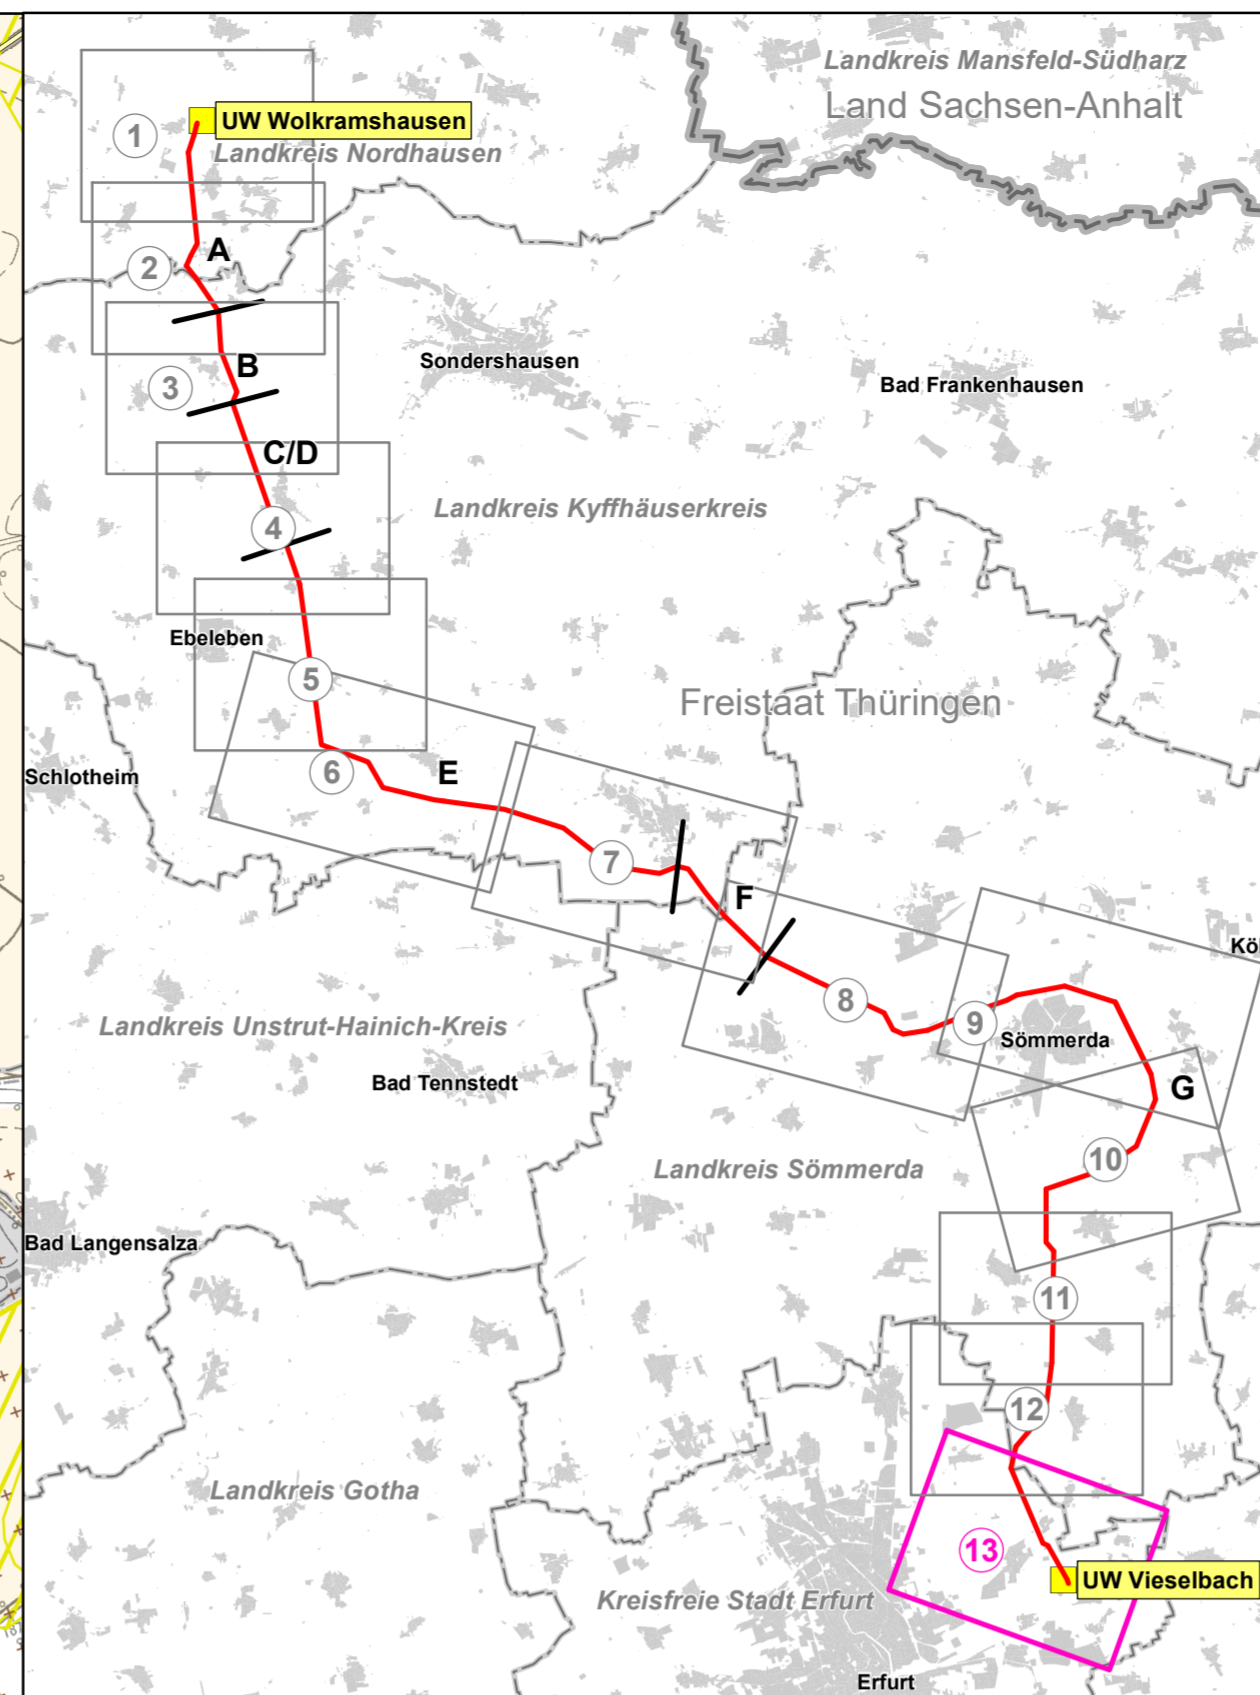 Landkreis Mansfeld-Südharz
Land Sachsen-Anhalt
1
UW Wolkramshausen
Landkreis Nordhausen
A
2
B
3
Sondershausen
Bad Frankenhausen
C/D
Landkreis Kyffhäuserkreis
4
Ebeleben
5
Freistaat Thüringen
Schlotheim
6
E
7
F
Kö
8
9
Landkreis Unstrut-Hainich-Kreis
Sömmerda
Bad Tennstedt
G
Landkreis Sömmerda
10
Bad Langensalza
11
12
Landkreis Gotha
13
UW Vieselbach
Kreisfreie Stadt Erfurt
Erfurt